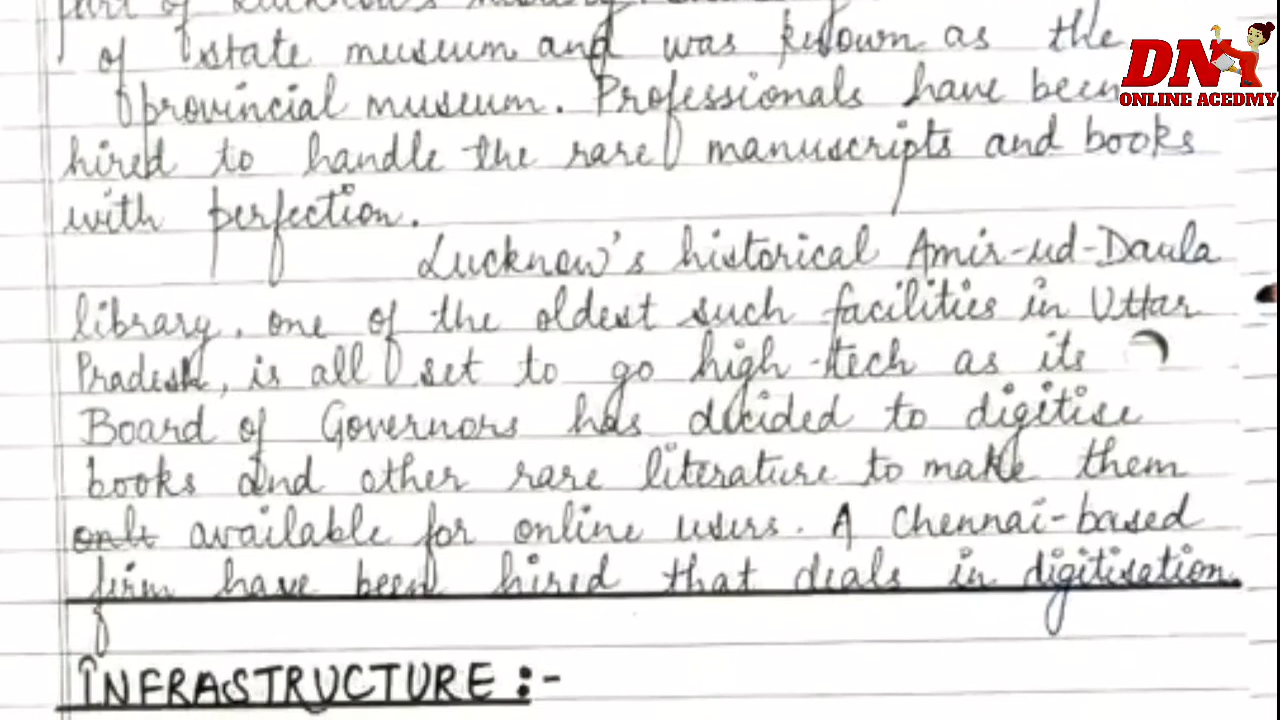 part of Lucknow's
of state museum and was known as the
provincial museum. Professionals have been
hired to handle the rare manuscripts and books
with perfection.
Lucknow's historical Amir-ud-Daula
library, one of the oldest such facilities in Uttar
Pradesh, is all set to go high-tech as its
Board of Governors has decided to digitise
books and other rare literature to make them
available for online users. A Chennai-based
firm have been hired that deals in digitisation
INFRASTRUCTURE :-
DN
ONLINE ACEDMY